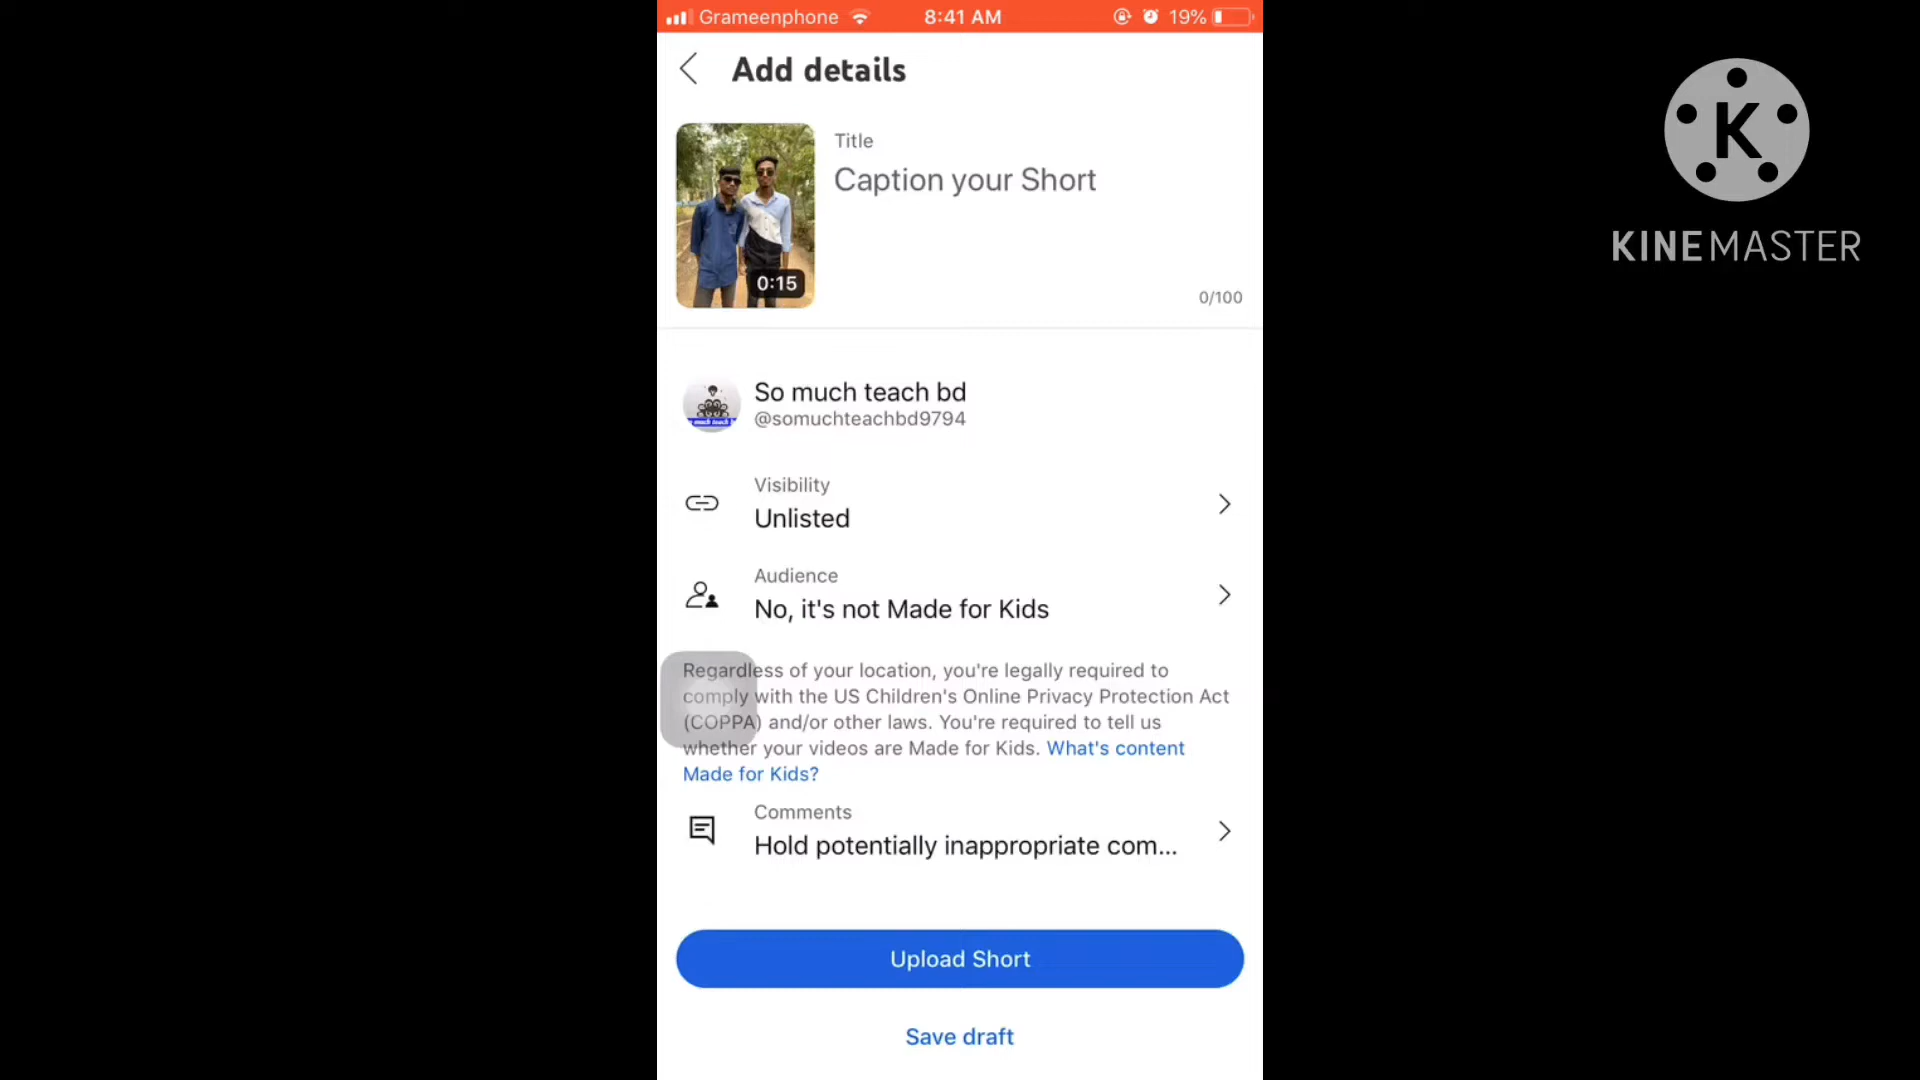 Grameenphone 8:41 AM 19%
Add details
Title
Caption your Short
0:15
0/100
So much teach bd
@somuchteachbd9794
Visibility
Unlisted
Audience
No, it's not Made for Kids
Regardless of your location, you're legally required to
comply with the US Children's Online Privacy Protection Act
(COPPA) and/or other laws. You're required to tell us
whether your videos are Made for Kids. What's content
Made for Kids?
Comments
Hold potentially inappropriate com...
Upload Short
Save draft
K
KINEMASTER